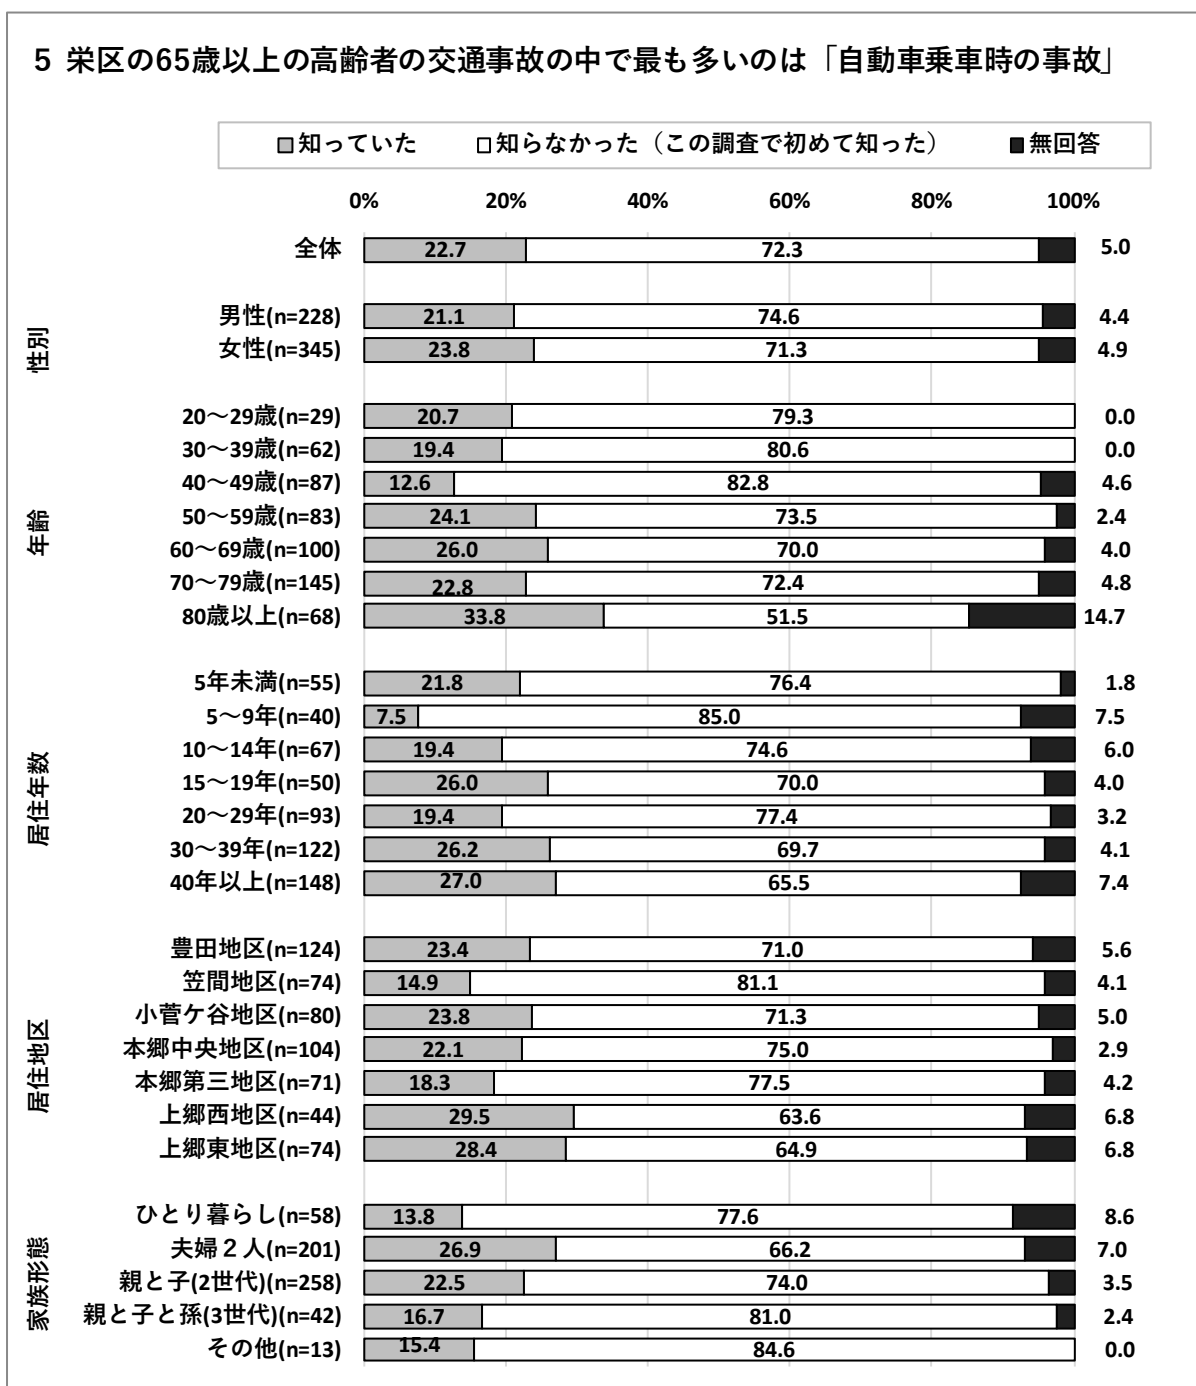 5 栄区の65歳以上の高齢者の交通事故の中で最も多いのは「自動車乗車時の事故」
知っていた 知らなかった（この調査で初めて知った） 無回答
0% 20% 40% 60% 80% 100%
全体 22.7 72.3 5.0
性別
男性(n=228) 21.1 74.6 4.4
女性(n=345) 23.8 71.3 4.9
年齢
20～29歳(n=29) 20.7 79.3 0.0
30～39歳(n=62) 19.4 80.6 0.0
40～49歳(n=87) 12.6 82.8 4.6
50～59歳(n=83) 24.1 73.5 2.4
60～69歳(n=100) 26.0 70.0 4.0
70～79歳(n=145) 22.8 72.4 4.8
80歳以上(n=68) 33.8 51.5 14.7
居住年数
5年未満(n=55) 21.8 76.4 1.8
5～9年(n=40) 7.5 85.0 7.5
10～14年(n=67) 19.4 74.6 6.0
15～19年(n=50) 26.0 70.0 4.0
20～29年(n=93) 19.4 77.4 3.2
30～39年(n=122) 26.2 69.7 4.1
40年以上(n=148) 27.0 65.5 7.4
居住地区
豊田地区(n=124) 23.4 71.0 5.6
笠間地区(n=74) 14.9 81.1 4.1
小菅ケ谷地区(n=80) 23.8 71.3 5.0
本郷中央地区(n=104) 22.1 75.0 2.9
本郷第三地区(n=71) 18.3 77.5 4.2
上郷西地区(n=44) 29.5 63.6 6.8
上郷東地区(n=74) 28.4 64.9 6.8
家族形態
ひとり暮らし(n=58) 13.8 77.6 8.6
夫婦２人(n=201) 26.9 66.2 7.0
親と子(2世代)(n=258) 22.5 74.0 3.5
親と子と孫(3世代)(n=42) 16.7 81.0 2.4
その他(n=13) 15.4 84.6 0.0